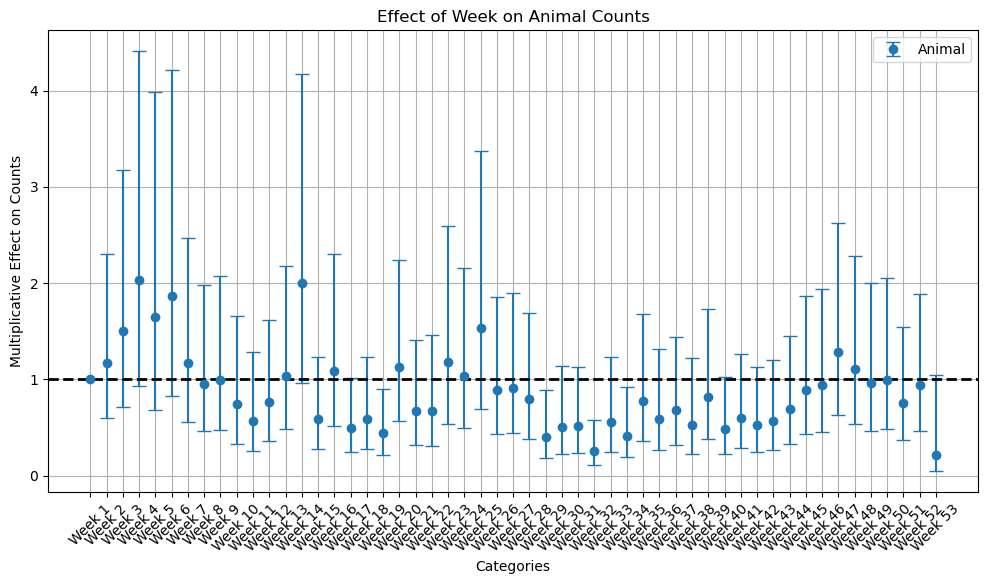 Effect of Week on Animal Counts
Animal
Multiplicative Effect on Counts
4
3
2
1
0
Week 1
Week 2
Week 3
Week 4
Week 5
Week 6
Week 7
Week 8
Week 9
Week 10
Week 11
Week 12
Week 13
Week 14
Week 15
Week 16
Week 17
Week 18
Week 19
Week 20
Week 21
Week 22
Week 23
Week 24
Week 25
Week 26
Week 27
Week 28
Week 29
Week 30
Week 31
Week 32
Week 33
Week 34
Week 35
Week 36
Week 37
Week 38
Week 39
Week 40
Week 41
Week 42
Week 43
Week 44
Week 45
Week 46
Week 47
Week 48
Week 49
Week 50
Week 51
Week 52
Week 53
Categories